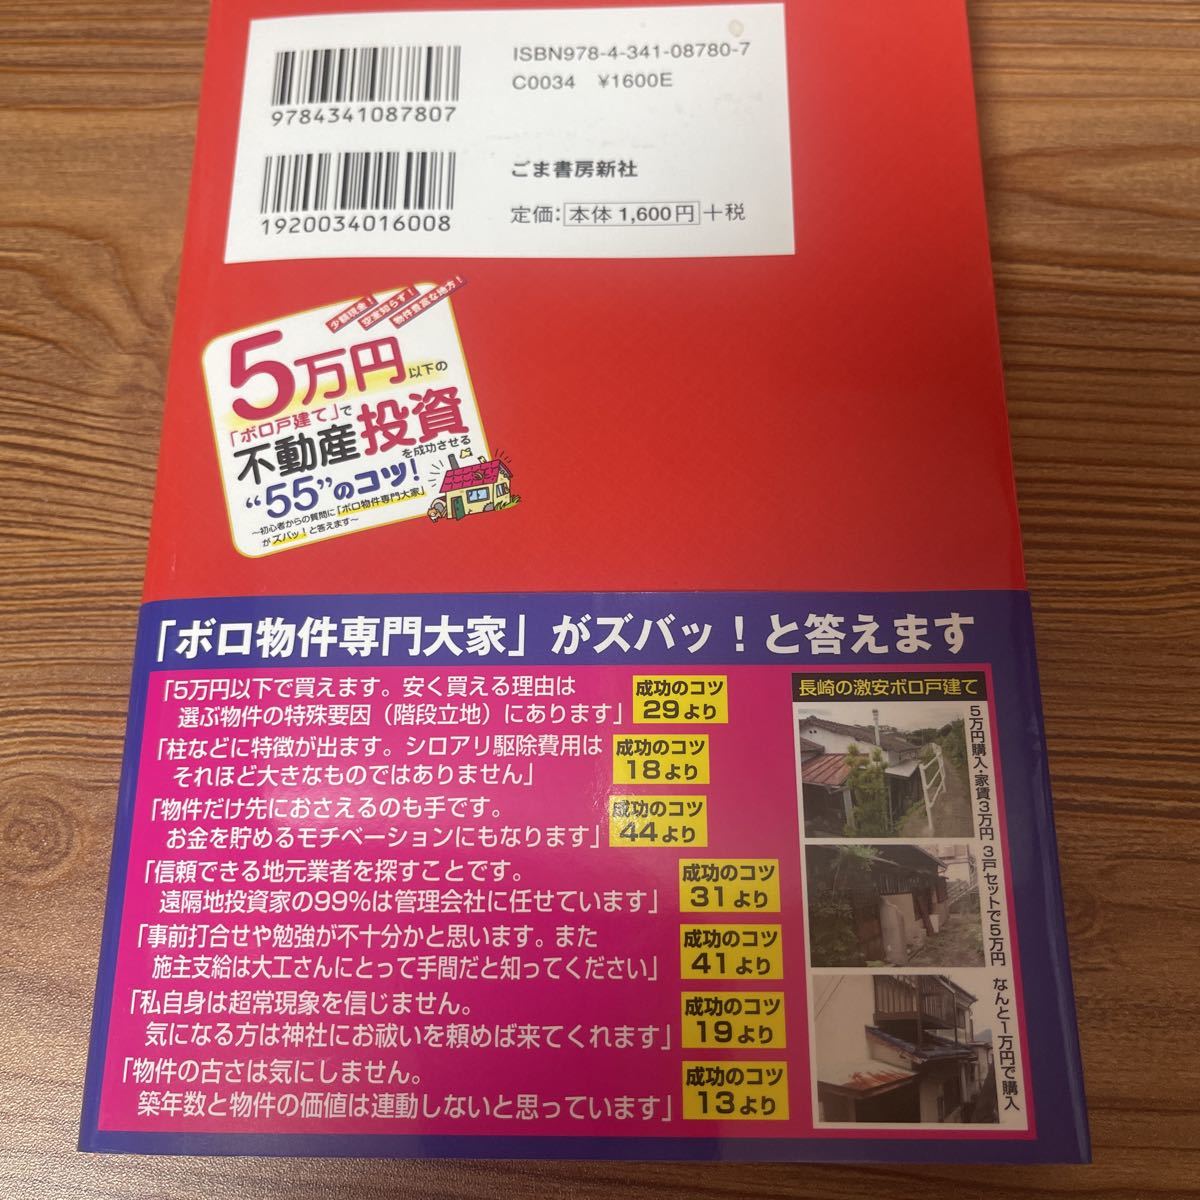 ISBN978-4-341-08780-7
C0034 ¥1600E
9784341087807
1920034016008
ごま書房新社
定価：本体1,600円＋税
少額現金！
空室知らず！
物件豊富な地方！
5万円以下の
「ボロ戸建て」で
不動産投資を成功させる
“55”のコツ！
～初心者からの質問に「ボロ物件専門大家」
がズバッ！と答えます～
「ボロ物件専門大家」がズバッ！と答えます
「5万円以下で買えます。安く買える理由は
選ぶ物件の特殊要因（階段立地）にあります」
成功のコツ
29より
「柱などに特徴が出ます。シロアリ駆除費用は
それほど大きなものではありません」
成功のコツ
18より
「物件だけ先におさえるのも手です。
お金を貯めるモチベーションにもなります」
成功のコツ
44より
「信頼できる地元業者を探すことです。
遠隔地投資家の99％は管理会社に任せています」
成功のコツ
31より
「事前打合せや勉強が不十分かと思います。また
施主支給は大工さんにとって手間だと知ってください」
成功のコツ
41より
「私自身は超常現象を信じません。
気になる方は神社にお祓いを頼めば来てくれます」
成功のコツ
19より
「物件の古さは気にしません。
築年数と物件の価値は連動しないと思っています」
成功のコツ
13より
長崎の激安ボロ戸建て
5万円購入・家賃3万円
3戸セットで5万円
なんと1万円で購入